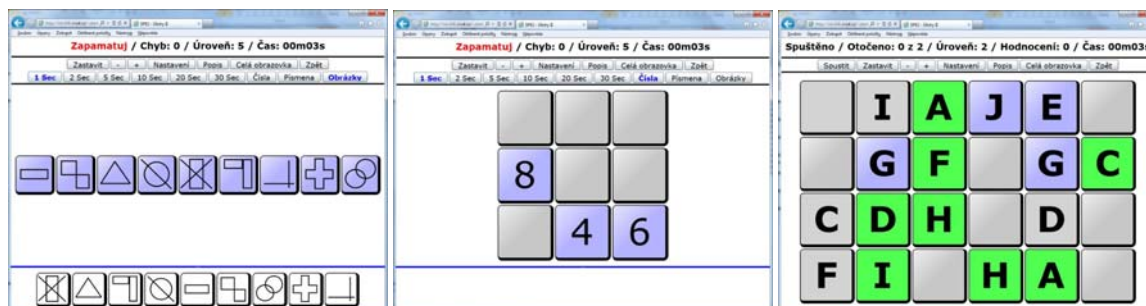 Zapamatuj / Chyb: 0 / Úroveň: 5 / Čas: 00m03s
Zastavit - + Nastavení Popis Celá obrazovka Zpět
1 Sec 2 Sec 5 Sec 10 Sec 20 Sec 30 Sec Čísla Písmena Obrázky
Zapamatuj / Chyb: 0 / Úroveň: 5 / Čas: 00m03s
Zastavit - + Nastavení Popis Celá obrazovka Zpět
1 Sec 2 Sec 5 Sec 10 Sec 20 Sec 30 Sec Čísla Písmena Obrázky
8
4 6
Spuštěno / Otočeno: 0 z 2 / Úroveň: 2 / Hodnocení: 0 / Čas: 00m03s
Spustit Zastavit - + Nastavení Popis Celá obrazovka Zpět
I A J E
G F G C
C D H D
F I H A